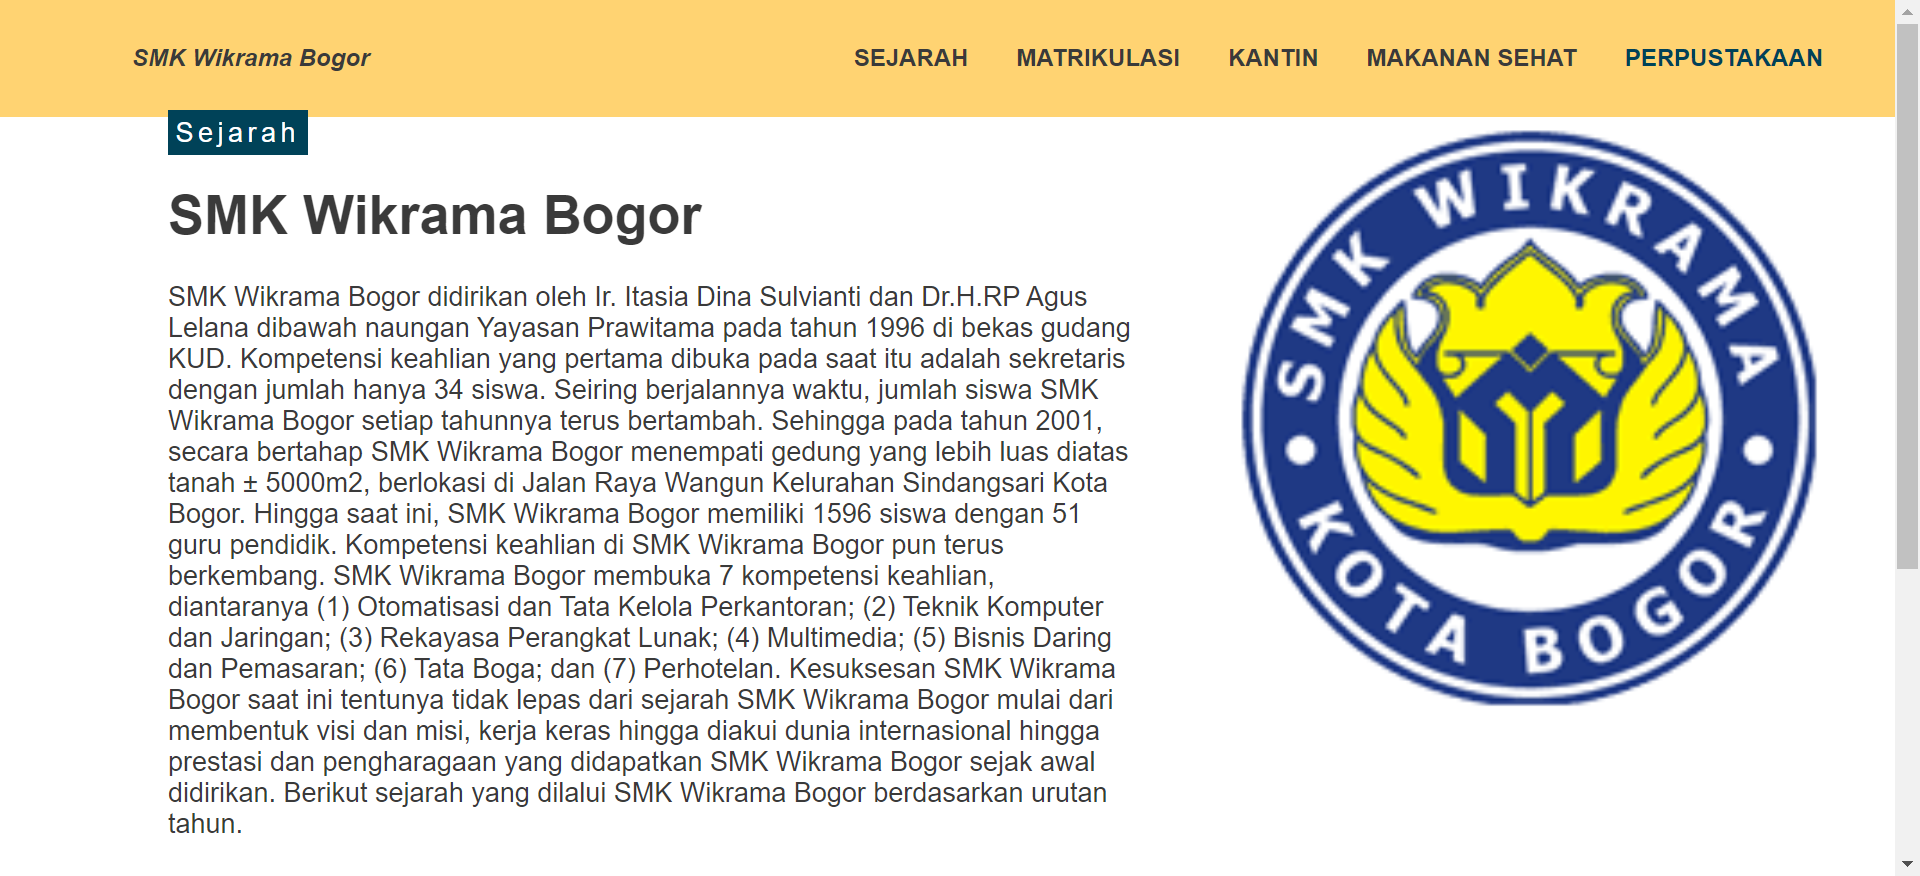 SMK Wikrama Bogor
SEJARAH
MATRIKULASI
KANTIN
MAKANAN SEHAT
PERPUSTAKAAN
Sejarah
SMK Wikrama Bogor
SMK Wikrama Bogor didirikan oleh Ir. Itasia Dina Sulvianti dan Dr.H.RP Agus
Lelana dibawah naungan Yayasan Prawitama pada tahun 1996 di bekas gudang
KUD. Kompetensi keahlian yang pertama dibuka pada saat itu adalah sekretaris
dengan jumlah hanya 34 siswa. Seiring berjalannya waktu, jumlah siswa SMK
Wikrama Bogor setiap tahunnya terus bertambah. Sehingga pada tahun 2001,
secara bertahap SMK Wikrama Bogor menempati gedung yang lebih luas diatas
tanah ± 5000m2, berlokasi di Jalan Raya Wangun Kelurahan Sindangsari Kota
Bogor. Hingga saat ini, SMK Wikrama Bogor memiliki 1596 siswa dengan 51
guru pendidik. Kompetensi keahlian di SMK Wikrama Bogor pun terus
berkembang. SMK Wikrama Bogor membuka 7 kompetensi keahlian,
diantaranya (1) Otomatisasi dan Tata Kelola Perkantoran; (2) Teknik Komputer
dan Jaringan; (3) Rekayasa Perangkat Lunak; (4) Multimedia; (5) Bisnis Daring
dan Pemasaran; (6) Tata Boga; dan (7) Perhotelan. Kesuksesan SMK Wikrama
Bogor saat ini tentunya tidak lepas dari sejarah SMK Wikrama Bogor mulai dari
membentuk visi dan misi, kerja keras hingga diakui dunia internasional hingga
prestasi dan pengharagaan yang didapatkan SMK Wikrama Bogor sejak awal
didirikan. Berikut sejarah yang dilalui SMK Wikrama Bogor berdasarkan urutan
tahun.
SMK WIKRAMA
KOTA BOGOR